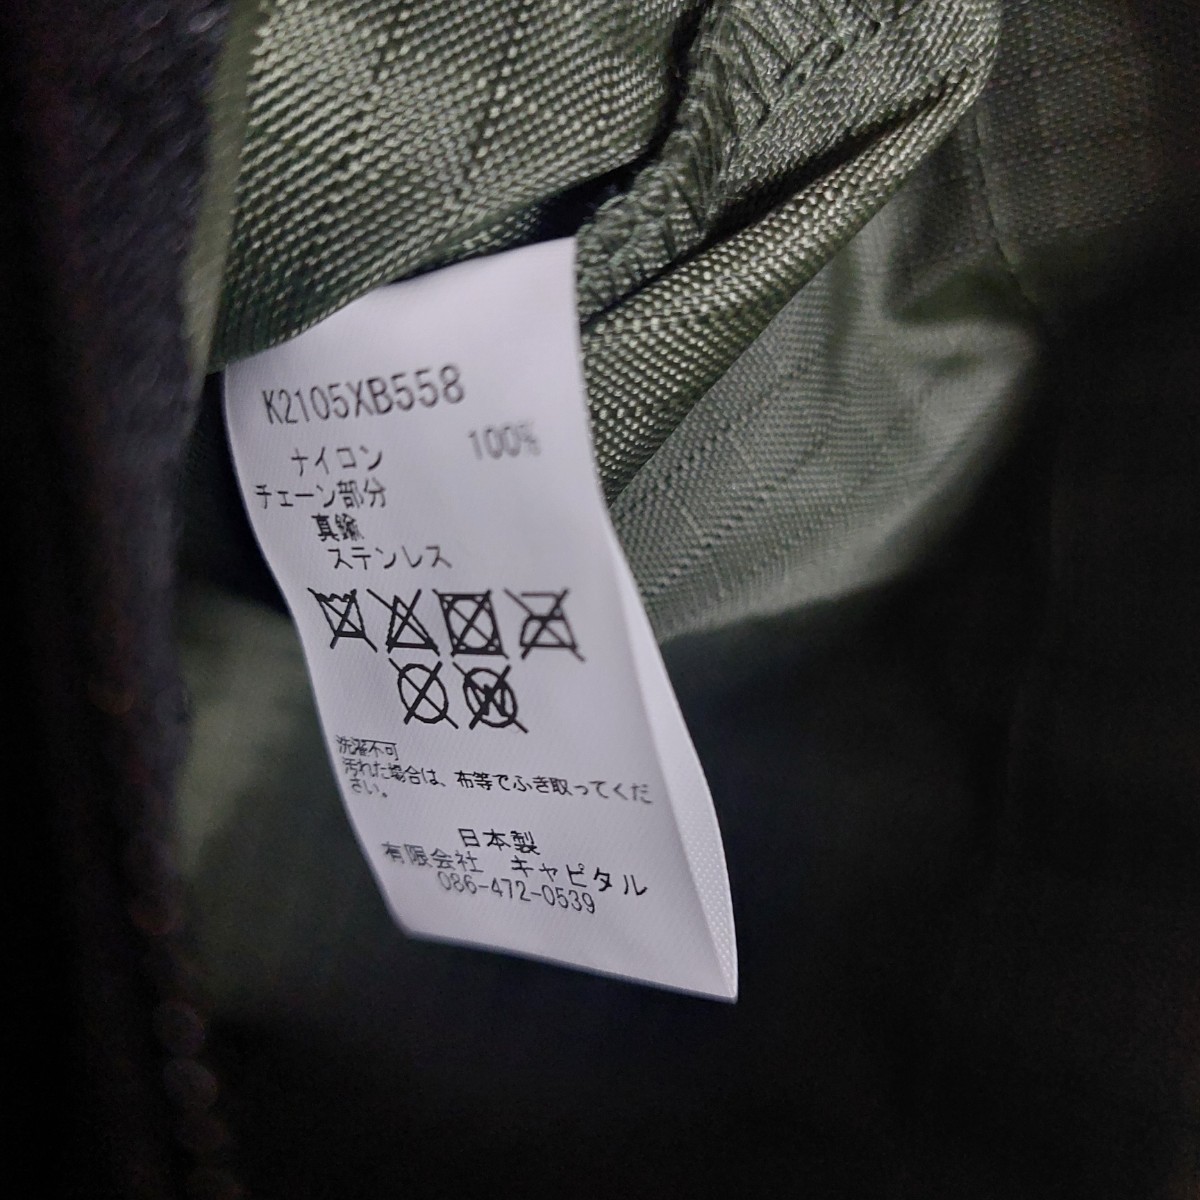 K2105XB558
ナイロン 100%
チェーン部分
真鍮
ステンレス
W
洗濯不可
汚れた場合は、布等でふき取ってくだ
さい。
日本製
有限会社 キャピタル
086-472-0539